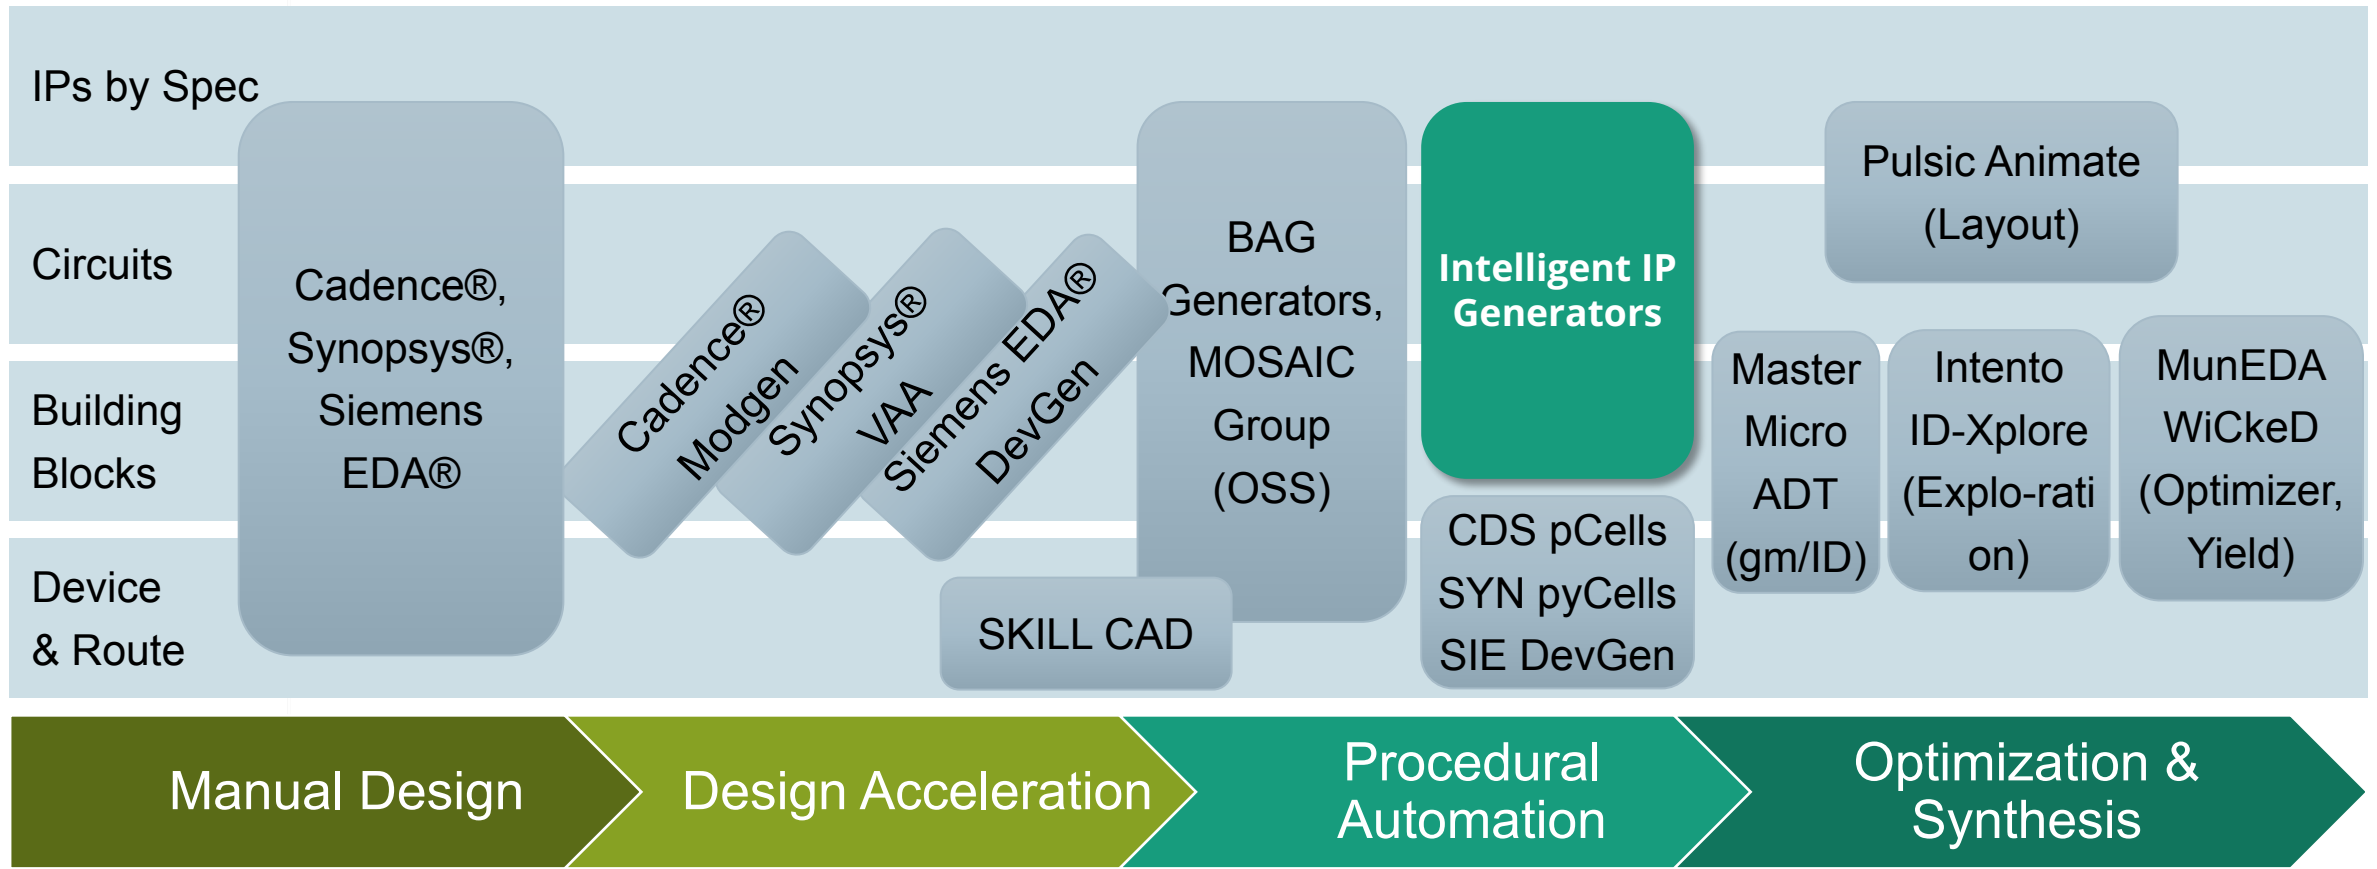 IPs by Spec
Circuits
Building
Blocks
Device
& Route
Cadence®,
Synopsys®,
Siemens
EDA®
Cadence®
Modgen
Synopsys®
VAA
Siemens EDA®
DevGen
SKILL CAD
BAG
Generators,
MOSAIC
Group
(OSS)
Intelligent IP
Generators
CDS pCells
SYN pyCells
SIE DevGen
Pulsic Animate
(Layout)
Master
Micro
ADT
(gm/ID)
Intento
ID-Xplore
(Explo-rati
on)
MunEDA
WiCkeD
(Optimizer,
Yield)
Manual Design
Design Acceleration
Procedural
Automation
Optimization &
Synthesis